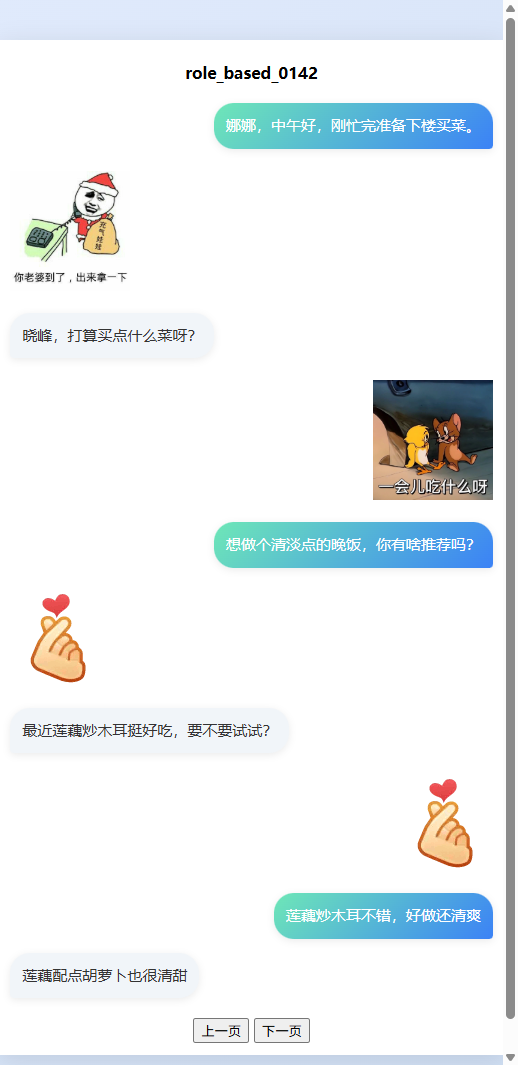 role_based_0142
娜娜，中午好，刚忙完准备下楼买菜。
充气娃娃
你老婆到了，出来拿一下
晓峰，打算买点什么菜呀？
一会儿吃什么呀
想做个清淡点的晚饭，你有啥推荐吗？
最近莲藕炒木耳挺好吃，要不要试试？
莲藕炒木耳不错，好做还清爽
莲藕配点胡萝卜也很清甜
上一页 下一页